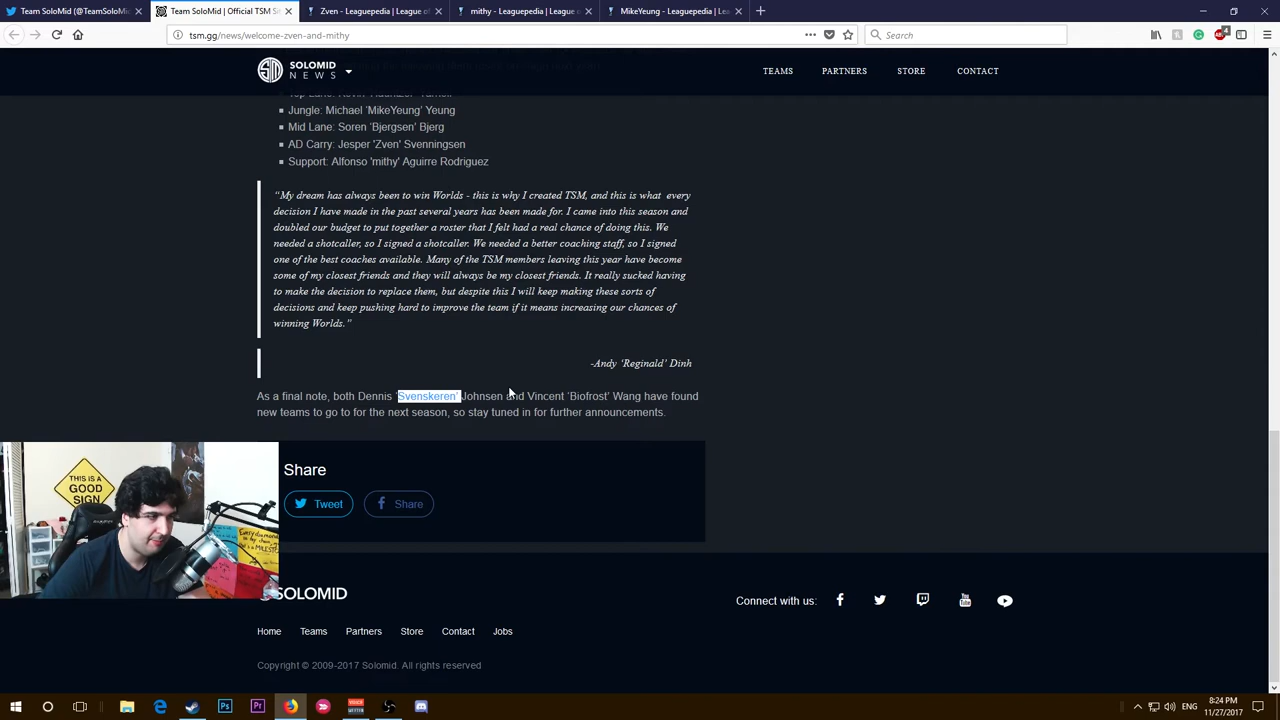 Team SoloMid (@TeamSoloMid
Team SoloMid | Official TSM Si
Zven - Leaguepedia | League of
mithy - Leaguepedia | League o
MikeYeung - Leaguepedia | Lea
tsm.gg/news/welcome-zven-and-mithy
Search
4
SOLOMID
NEWS
TEAMS
PARTNERS
STORE
CONTACT
Jungle: Michael 'MikeYeung' Yeung
Mid Lane: Soren 'Bjergsen' Bjerg
AD Carry: Jesper 'Zven' Svenningsen
Support: Alfonso 'mithy' Aguirre Rodriguez
“My dream has always been to win Worlds - this is why I created TSM, and this is what every
decision I have made in the past several years has been made for. I came into this season and
doubled our budget to put together a roster that I felt had a real chance of doing this. We
needed a shotcaller, so I signed a shotcaller. We needed a better coaching staff, so I signed
one of the best coaches available. Many of the TSM members leaving this year have become
some of my closest friends and they will always be my closest friends. It really sucked having
to make the decision to replace them, but despite this I will keep making these sorts of
decisions and keep pushing hard to improve the team if it means increasing our chances of
winning Worlds.”
-Andy ‘Reginald’ Dinh
As a final note, both Dennis 'Svenskeren' Johnsen and Vincent 'Biofrost' Wang have found
new teams to go to for the next season, so stay tuned in for further announcements.
THIS IS A
GOOD
SIGN
Share
Tweet
Share
SOLOMID
Connect with us:
Home
Teams
Partners
Store
Contact
Jobs
Copyright © 2009-2017 Solomid. All rights reserved
ENG
8:24 PM
11/27/2017